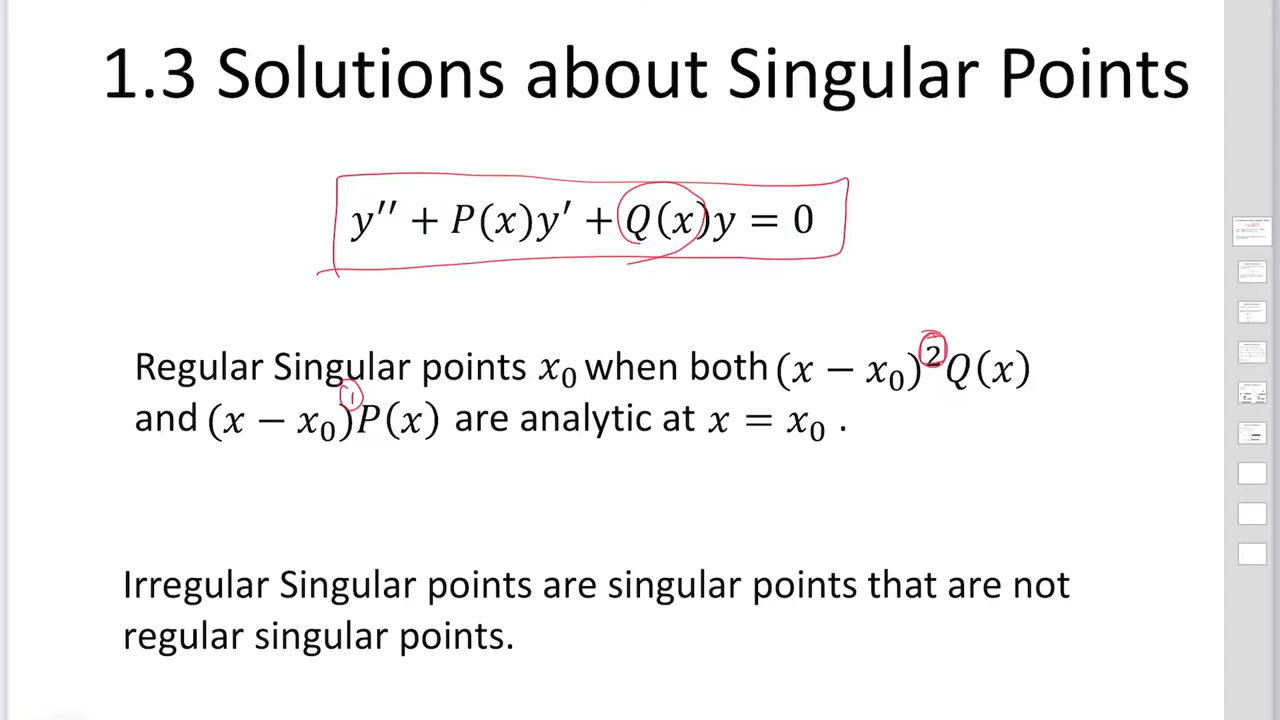 1.3 Solutions about Singular Points
y′′ + P(x)y′ + Q(x)y = 0
Regular Singular points x₀ when both (x − x₀)²Q(x)
and (x − x₀)¹P(x) are analytic at x = x₀ .
Irregular Singular points are singular points that are not
regular singular points.